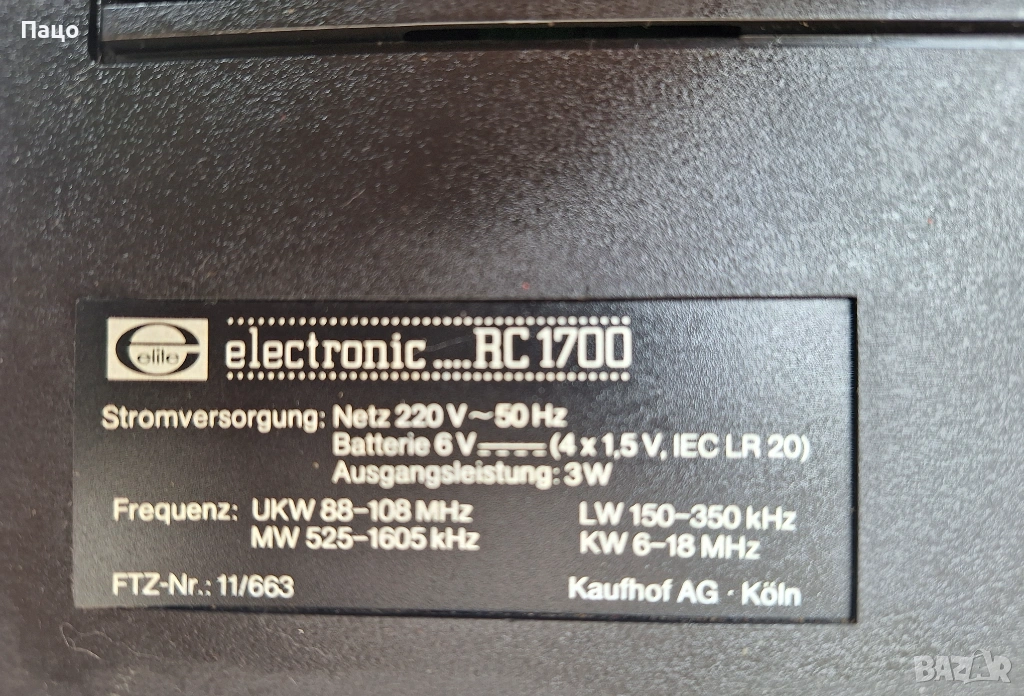 Пацо
elite
electronic....RC 1700
Stromversorgung: Netz 220 V~50 Hz
Batterie 6 V⎓(4 x 1,5 V, IEC LR 20)
Ausgangsleistung: 3W
Frequenz: UKW 88-108 MHz LW 150-350 kHz
MW 525-1605 kHz KW 6-18 MHz
FTZ-Nr.: 11/663 Kaufhof AG · Köln
BAZAR